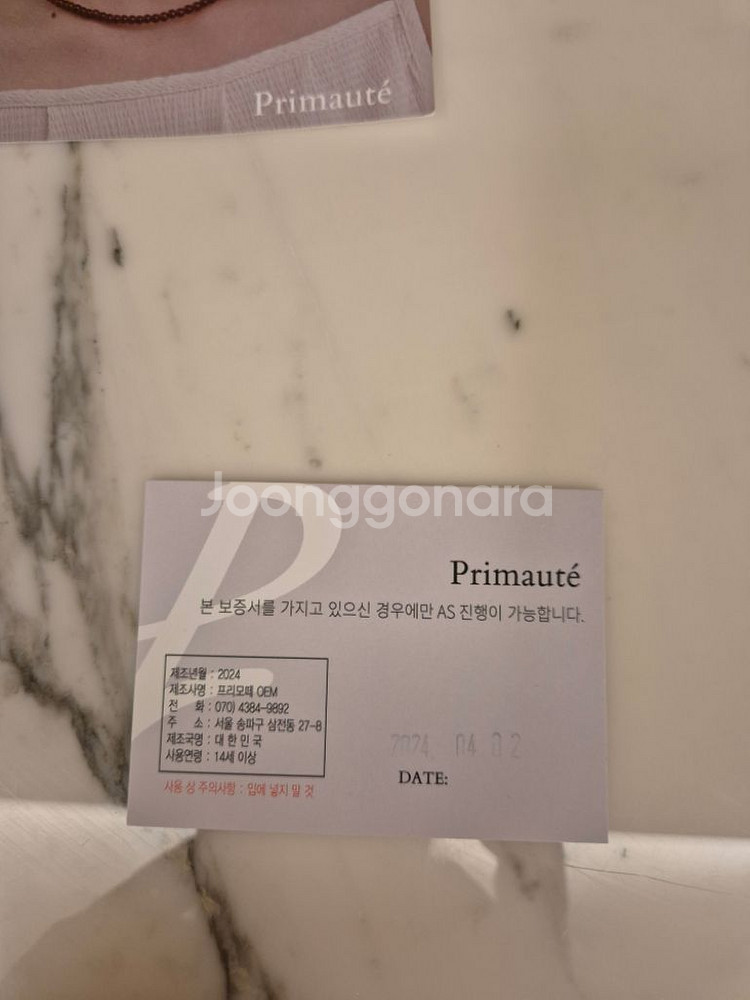 Primauté
Joonggonara
Primauté
본 보증서를 가지고 있으신 경우에만 AS 진행이 가능합니다.
제조년월 : 2024
제조사명 : 프리모떼 OEM
전 화 : 070) 4384-9892
주 소 : 서울 송파구 삼전동 27-8
제조국명 : 대 한 민 국
사용연령 : 14세 이상
사용 상 주의사항 : 입에 넣지 말 것
2024. 04 0 2
DATE: